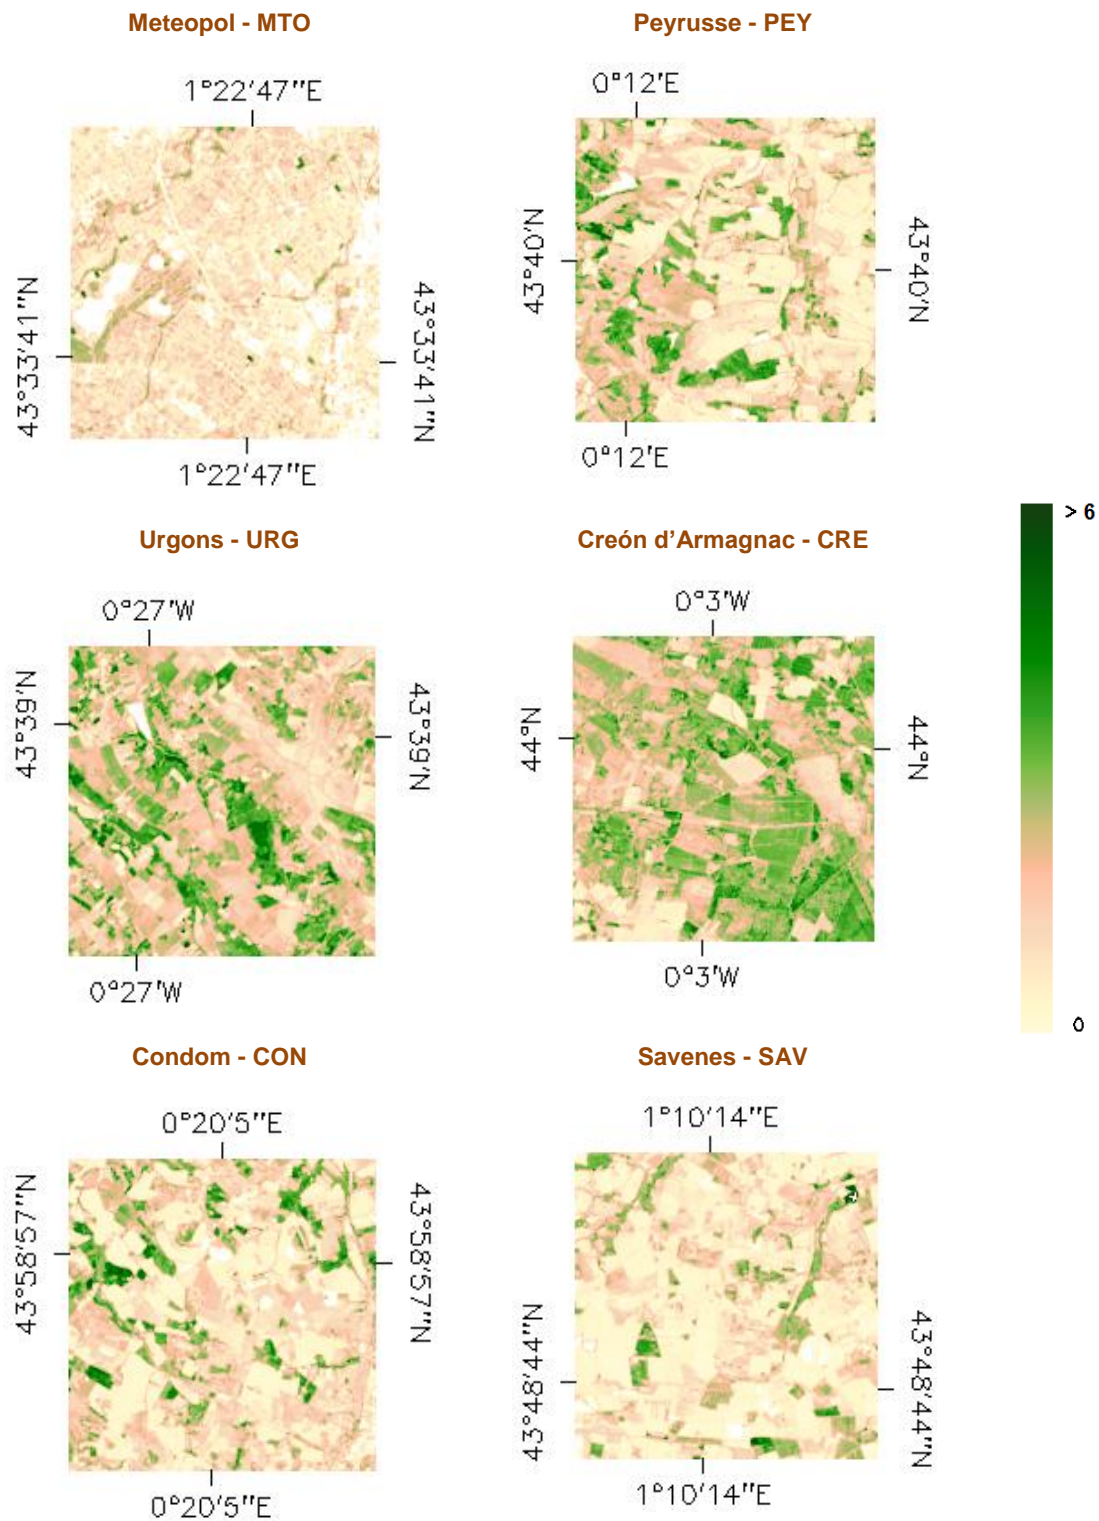 Meteopol - MTO
Peyrusse - PEY
1°22'47"E
0°12'E
43°33'41"N
43°33'41"N
43°40'N
43°40'N
1°22'47"E
0°12'E
> 6
Urgons - URG
Creón d'Armagnac - CRE
0°27'W
0°3'W
43°39'N
43°39'N
44°N
44°N
0°27'W
0°3'W
0
Condom - CON
Savenes - SAV
0°20'5"E
1°10'14"E
43°58'57"N
43°58'57"N
43°48'44"N
43°48'44"N
0°20'5"E
1°10'14"E